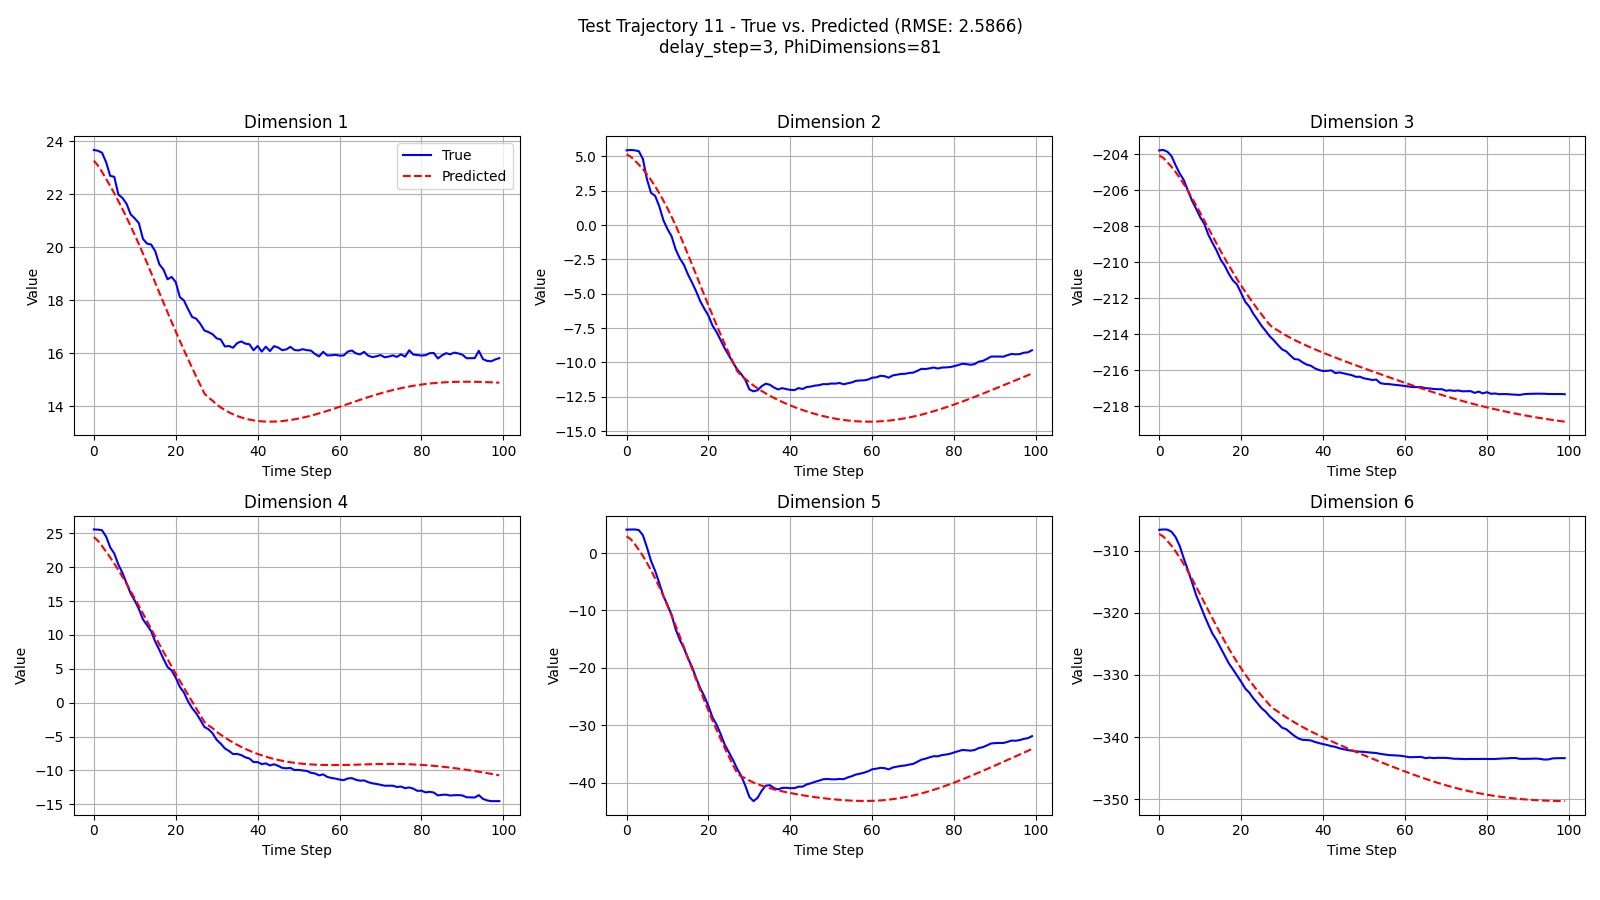 Test Trajectory 11 - True vs. Predicted (RMSE: 2.5866)
delay_step=3, PhiDimensions=81
Dimension 1
24
22
20
18
16
14
Value
0 20 40 60 80 100
Time Step
True
Predicted
Dimension 2
5.0
2.5
0.0
−2.5
−5.0
−7.5
−10.0
−12.5
−15.0
Value
0 20 40 60 80 100
Time Step
Dimension 3
−204
−206
−208
−210
−212
−214
−216
−218
Value
0 20 40 60 80 100
Time Step
Dimension 4
25
20
15
10
5
0
−5
−10
−15
Value
0 20 40 60 80 100
Time Step
Dimension 5
0
−10
−20
−30
−40
Value
0 20 40 60 80 100
Time Step
Dimension 6
−310
−320
−330
−340
−350
Value
0 20 40 60 80 100
Time Step